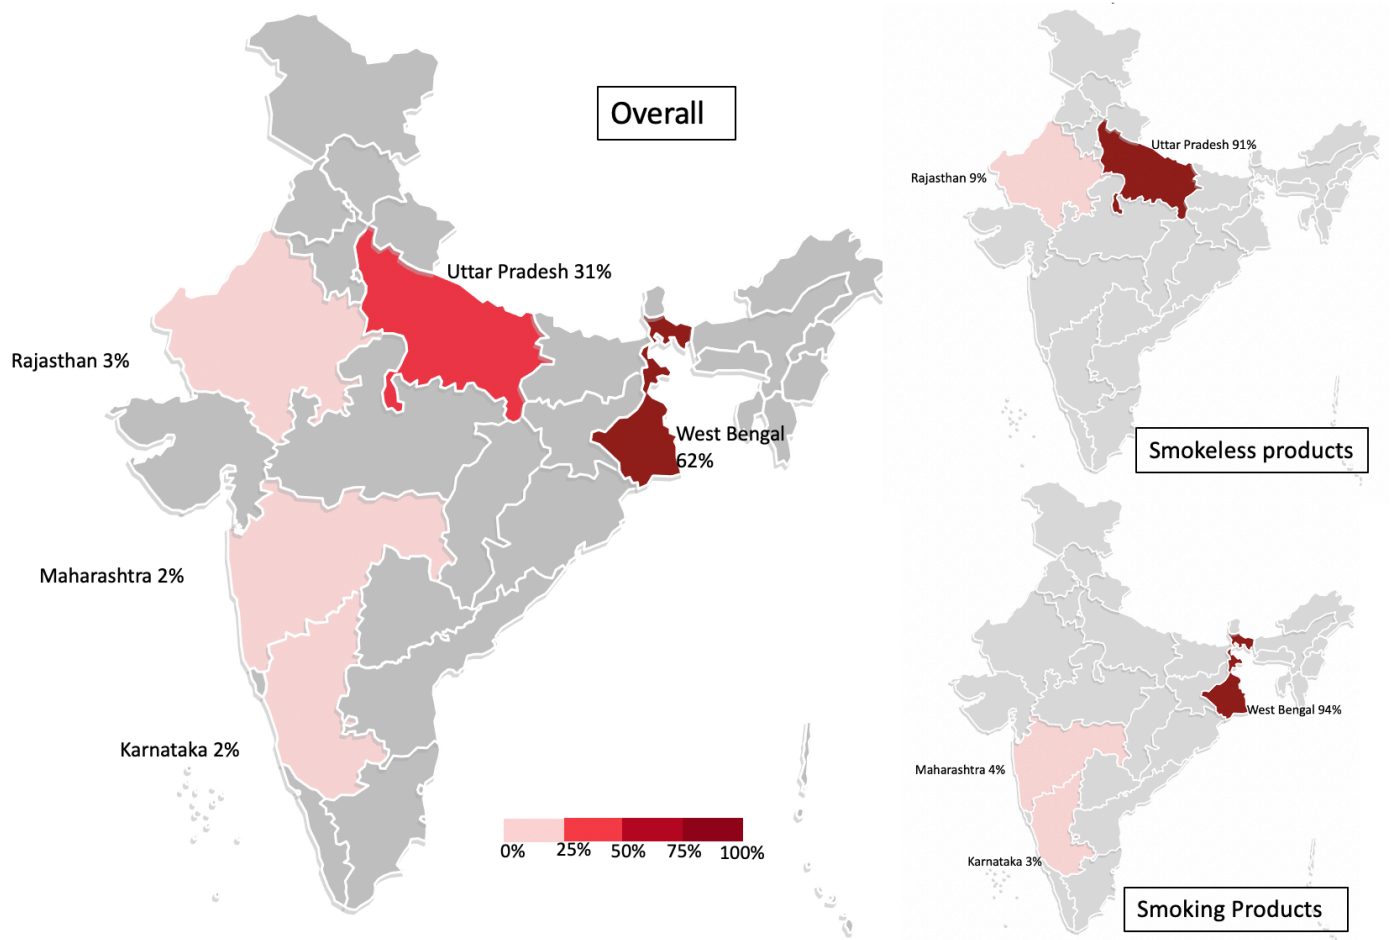 Overall
Uttar Pradesh 31%
Rajasthan 3%
West Bengal
62%
Maharashtra 2%
Karnataka 2%
0% 25% 50% 75% 100%
Uttar Pradesh 91%
Rajasthan 9%
Smokeless products
West Bengal 94%
Maharashtra 4%
Karnataka 3%
Smoking Products